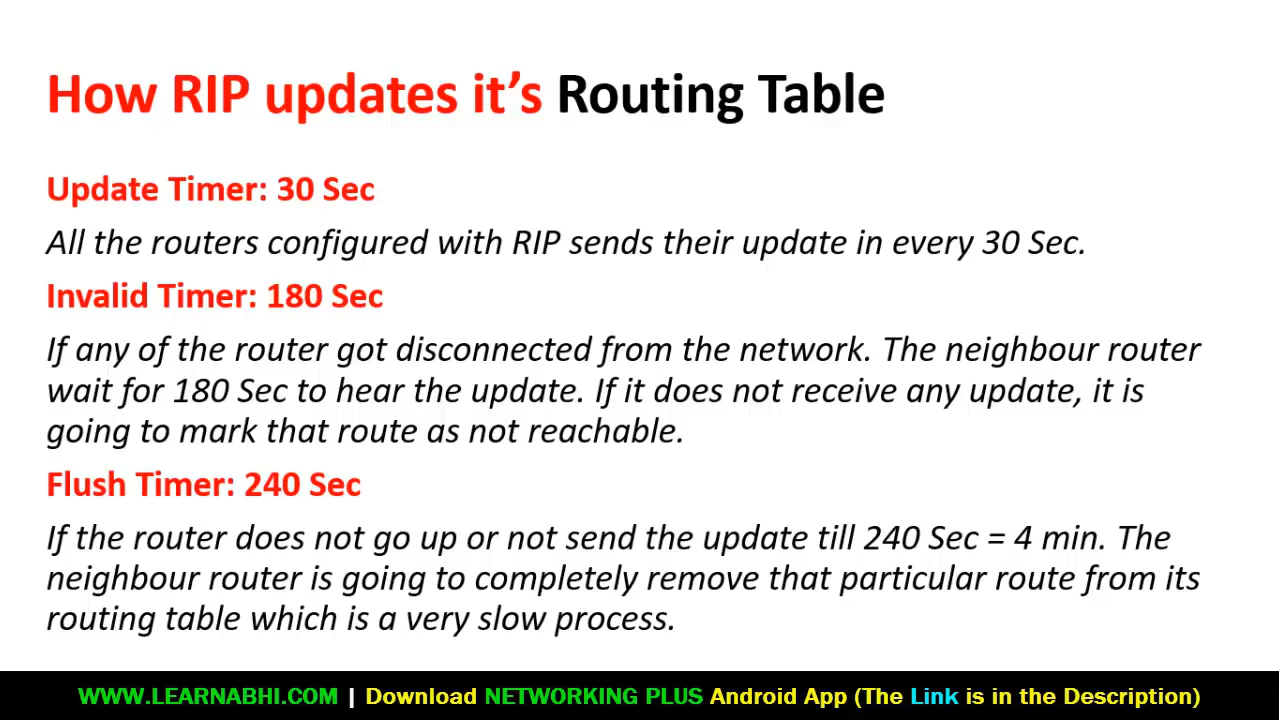 How RIP updates it’s Routing Table
Update Timer: 30 Sec
All the routers configured with RIP sends their update in every 30 Sec.
Invalid Timer: 180 Sec
If any of the router got disconnected from the network. The neighbour router
wait for 180 Sec to hear the update. If it does not receive any update, it is
going to mark that route as not reachable.
Flush Timer: 240 Sec
If the router does not go up or not send the update till 240 Sec = 4 min. The
neighbour router is going to completely remove that particular route from its
routing table which is a very slow process.
WWW.LEARNABHI.COM | Download NETWORKING PLUS Android App (The Link is in the Description)